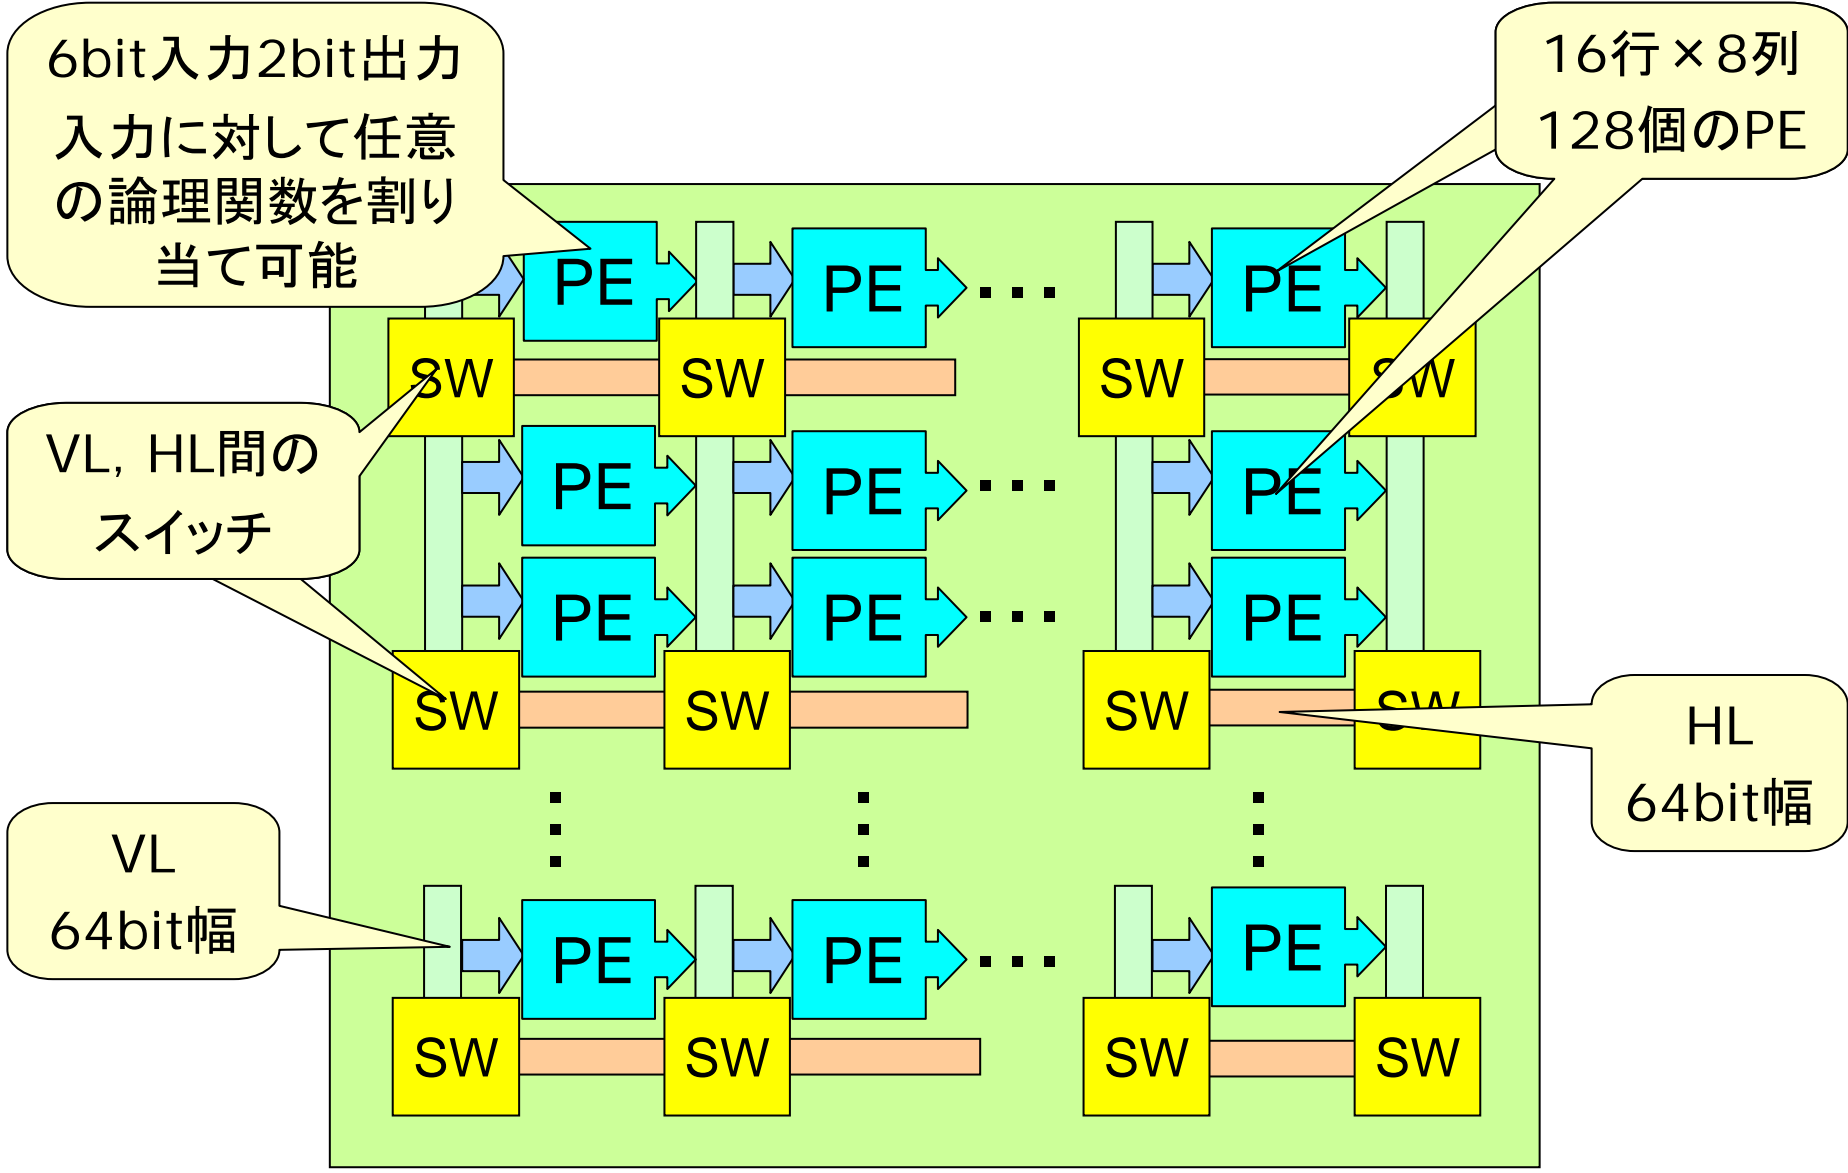 6bit入力2bit出力
入力に対して任意
の論理関数を割り
当て可能
16行×8列
128個のPE
PE PE ... PE
SW SW SW SW
VL, HL間の
スイッチ
PE PE ... PE
PE PE ... PE
SW SW SW SW
HL
64bit幅
VL
64bit幅
PE PE ... PE
SW SW SW SW